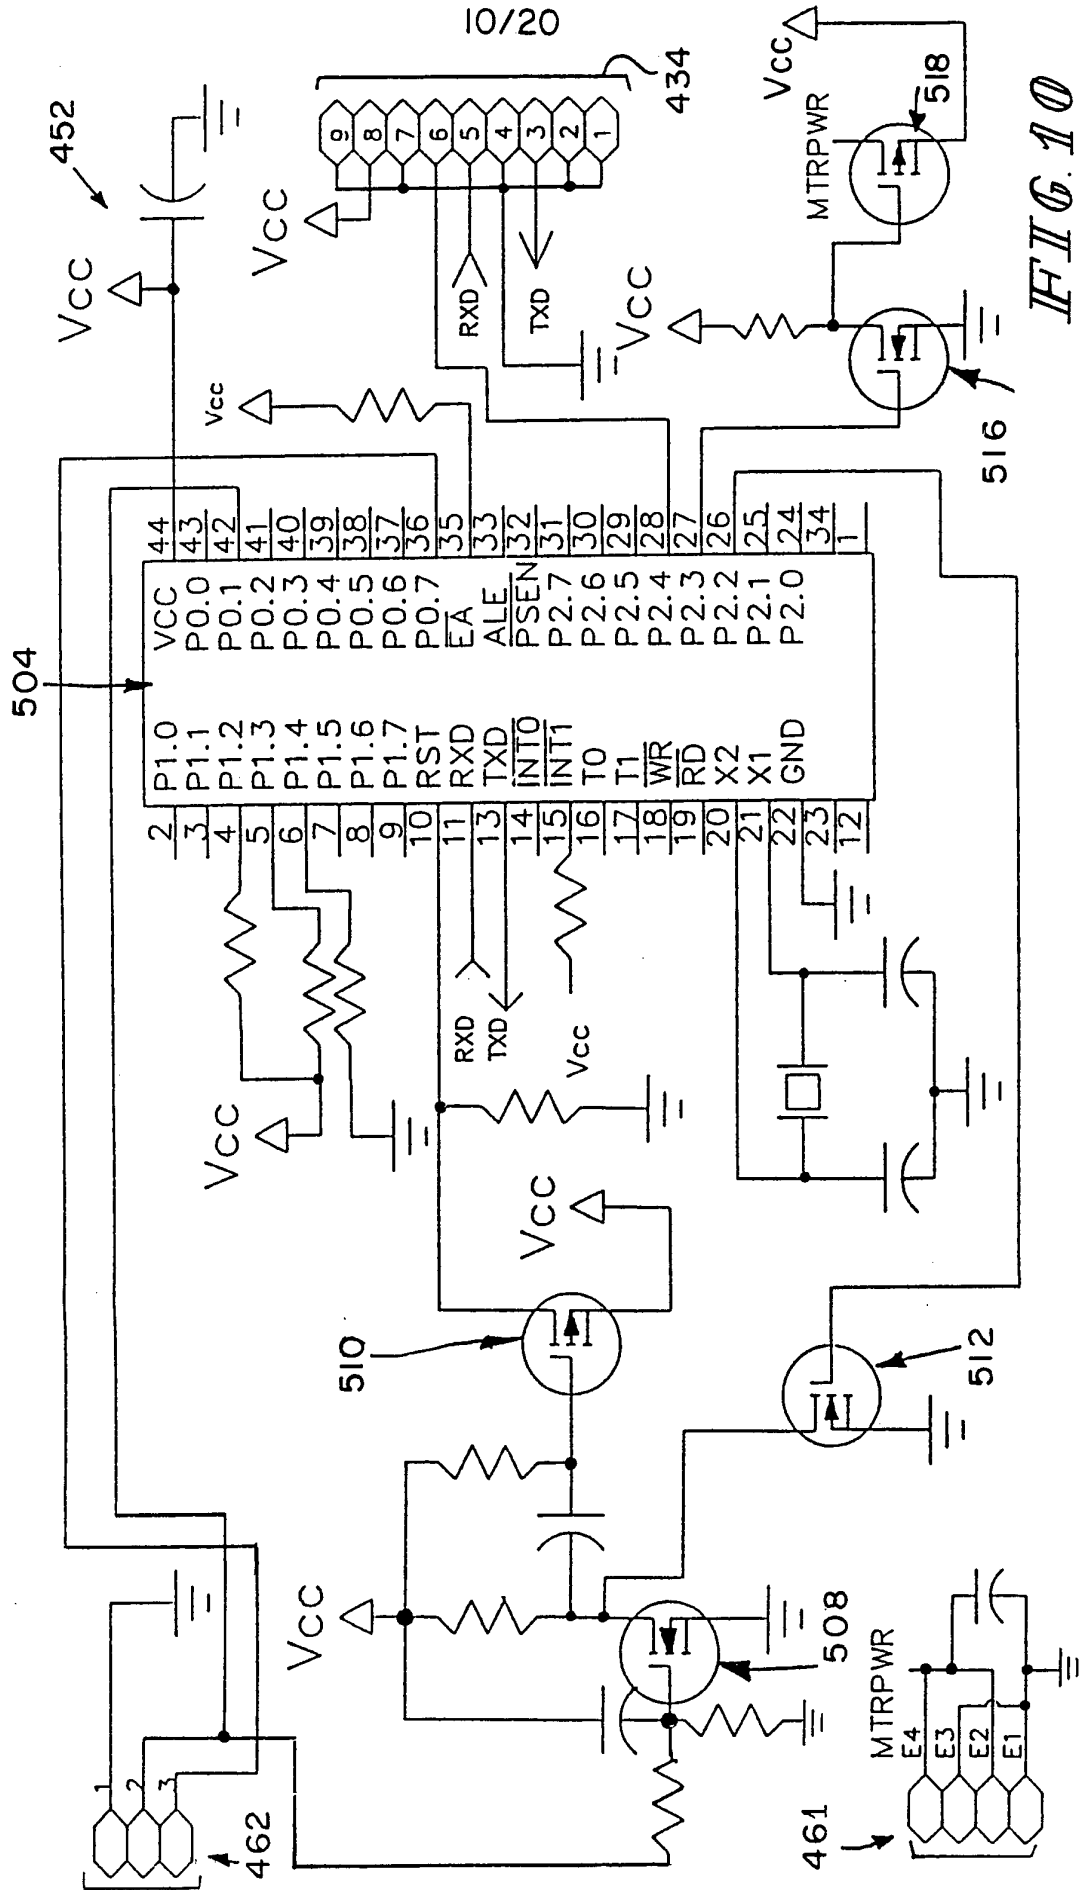 10/20
452
Vcc
Vcc
9
8
7
6
5
4
3
2
1
434
RXD
TXD
Vcc
Vcc
Vcc
MTRPWR
518
516
FIG. 10
504
44 VCC
43 P0.0
42 P0.1
41 P0.2
40 P0.3
39 P0.4
38 P0.5
37 P0.6
36 P0.7
35 EA
33 ALE
32 PSEN
31 P2.7
30 P2.6
29 P2.5
28 P2.4
27 P2.3
26 P2.2
25 P2.1
24 P2.0
34
1
P1.0 2
P1.1 3
P1.2 4
P1.3 5
P1.4 6
P1.5 7
P1.6 8
P1.7 9
RST 10
RXD 11
TXD 13
INT0 14
INT1 15
T0 16
T1 17
WR 18
RD 19
X2 20
X1 21
GND 22
23
12
Vcc
RXD
TXD
Vcc
Vcc
510
512
Vcc
508
1
2
3
462
MTRPWR
E4
E3
E2
E1
461